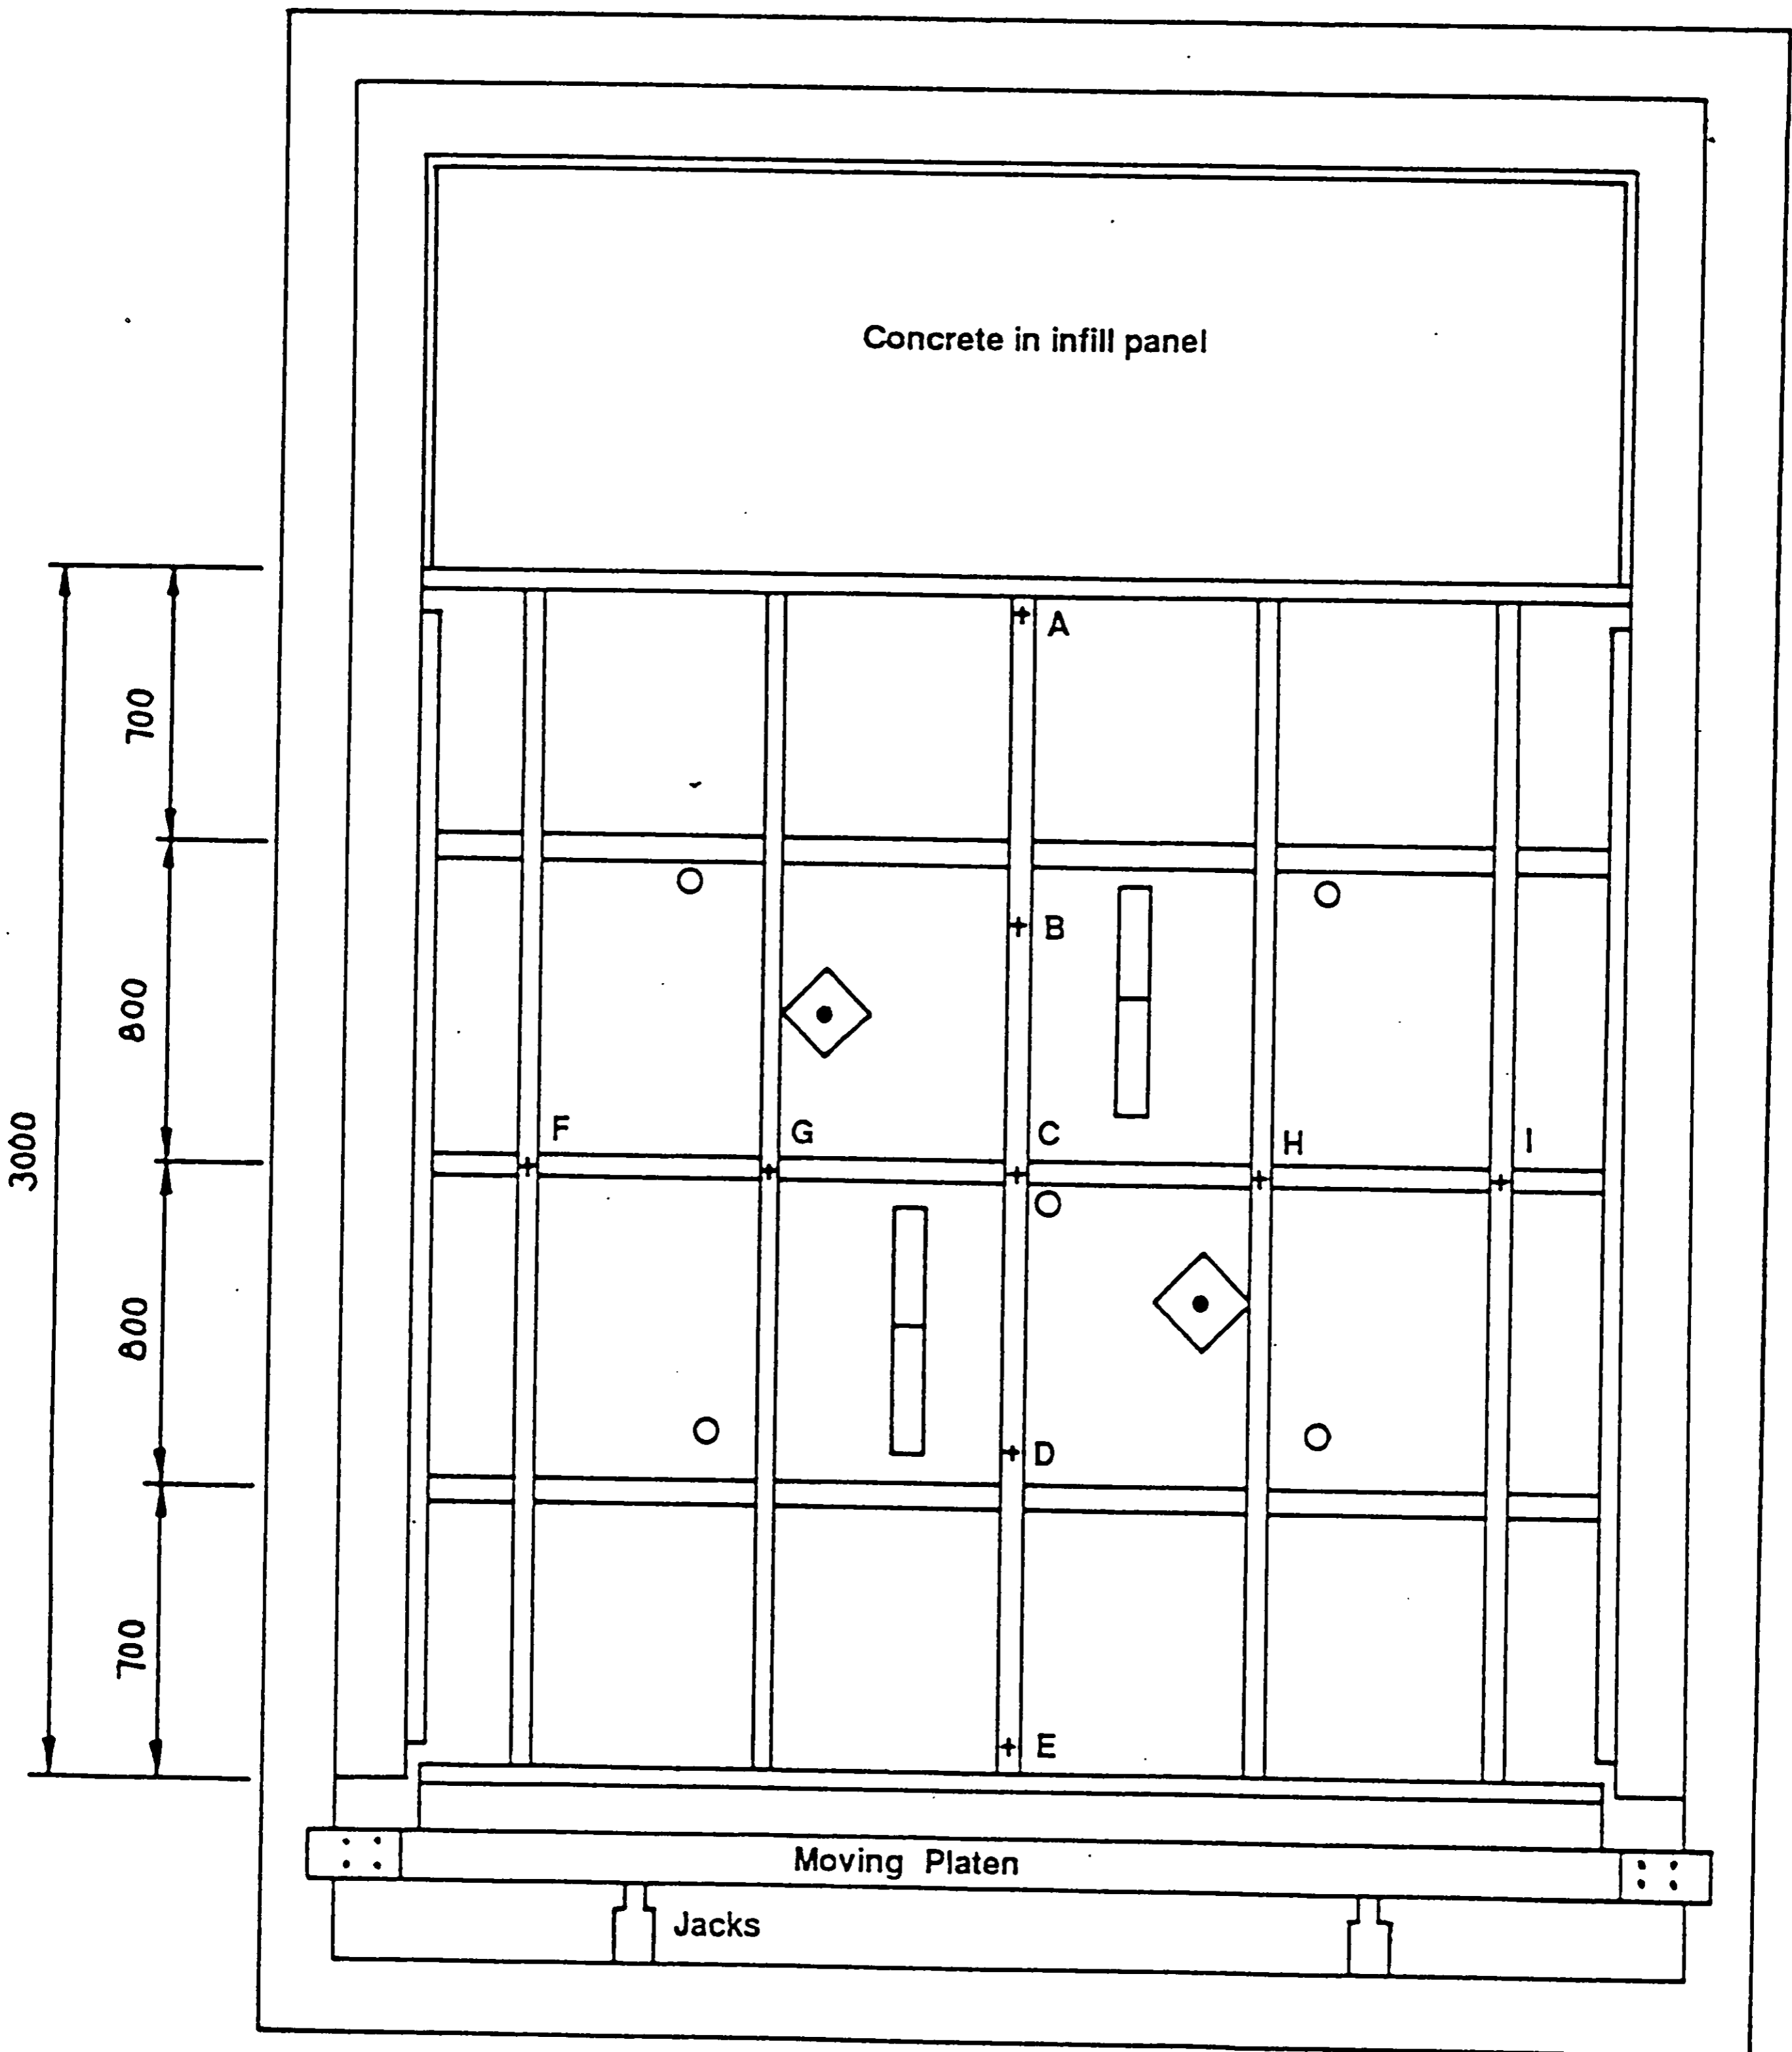 Concrete in infill panel
A
700
B
800
3000
F
G
C
H
I
800
D
700
E
Moving Platen
Jacks